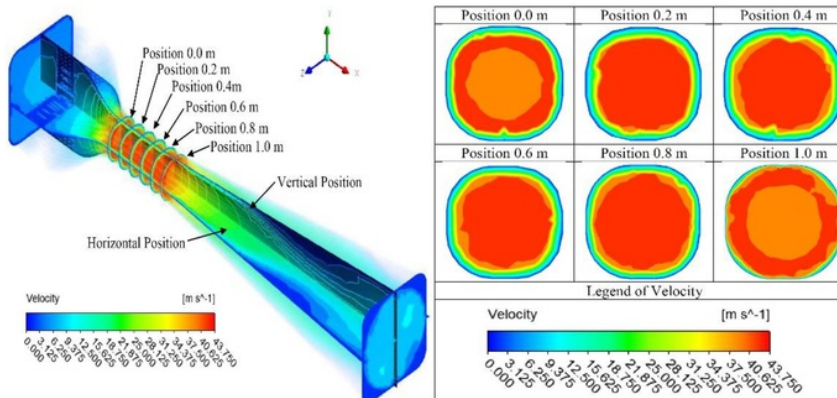 Position 0.0 m
Position 0.2 m
Position 0.4m
Position 0.6 m
Position 0.8 m
Position 1.0 m
Vertical Position
Horizontal Position
Y
Z
X
Velocity [m s^-1]
0.000 3.125 6.250 9.375 12.500 15.625 18.750 21.875 25.000 28.125 31.250 34.375 37.500 40.625 43.750
Position 0.0 m Position 0.2 m Position 0.4 m
Position 0.6 m Position 0.8 m Position 1.0 m
Legend of Velocity
Velocity [m s^-1]
0.000 3.125 6.250 9.375 12.500 15.625 18.750 21.875 25.000 28.125 31.250 34.375 37.500 40.625 43.750